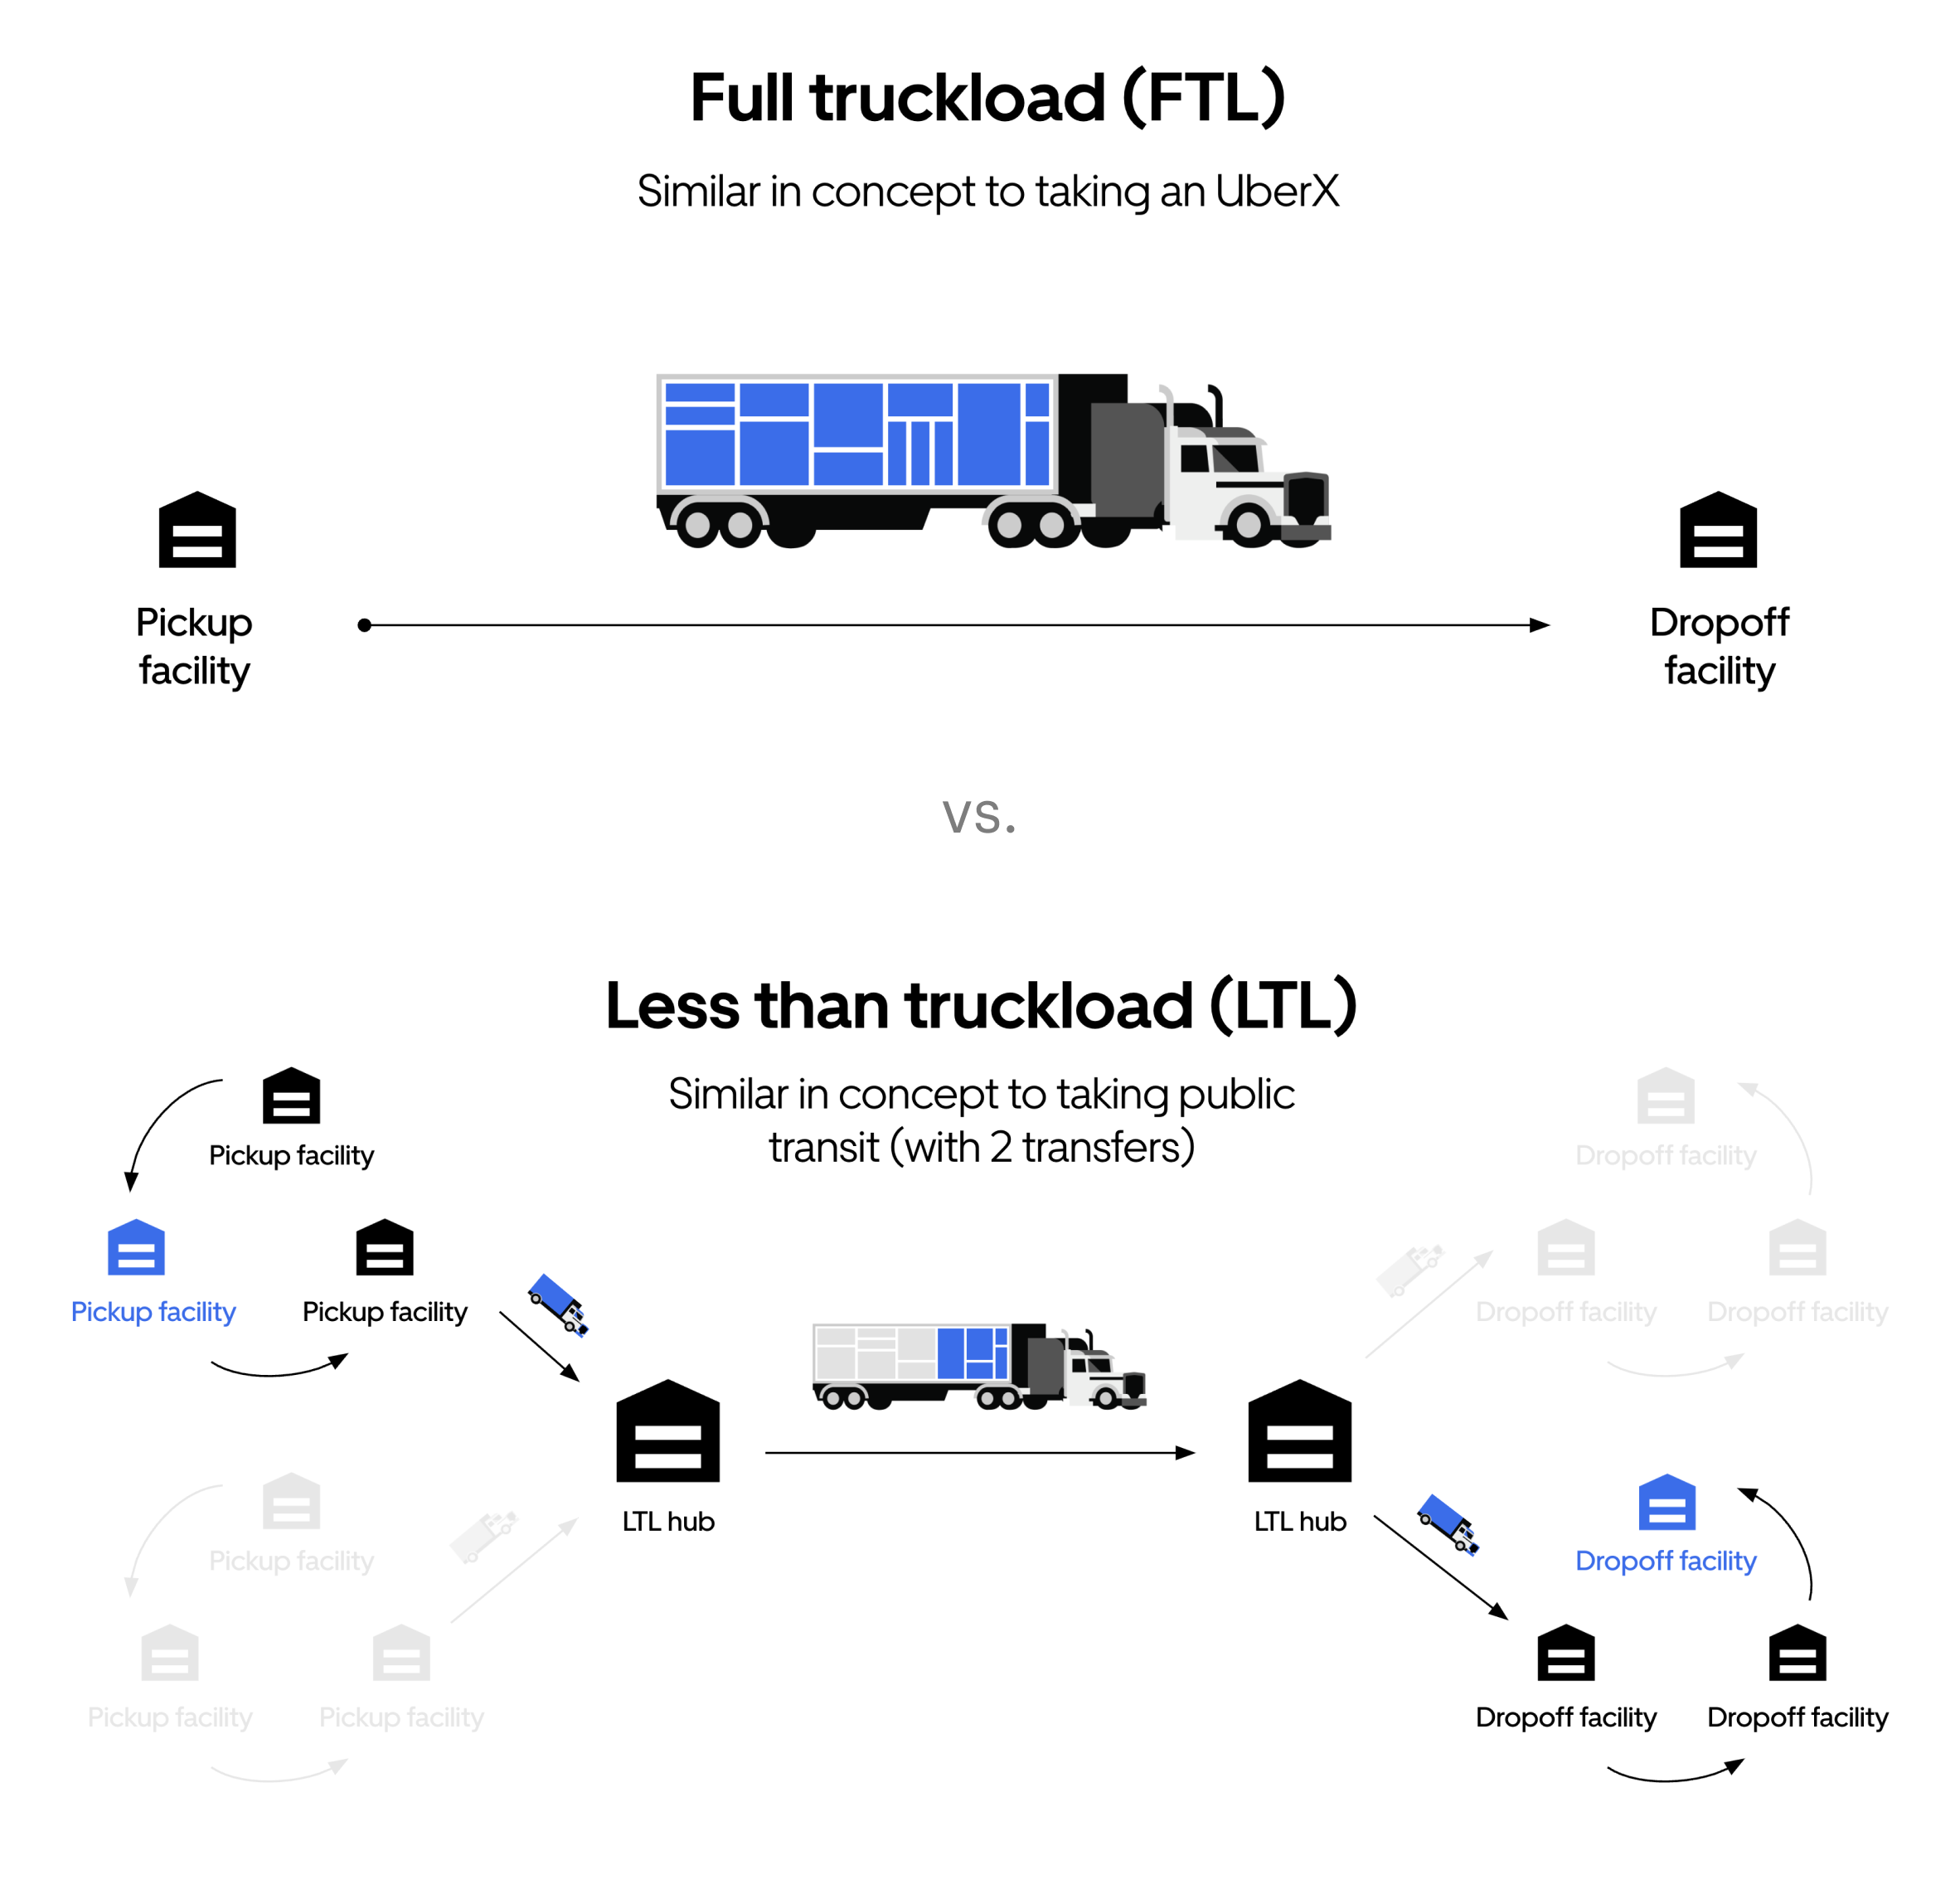 Full truckload (FTL)
Similar in concept to taking an UberX
Pickup
facility
Dropoff
facility
vs.
Less than truckload (LTL)
Similar in concept to taking public
transit (with 2 transfers)
Pickup facility
Pickup facility
Pickup facility
LTL hub
Pickup facility
Pickup facility
Pickup facility
LTL hub
Dropoff facility
Dropoff facility
Dropoff facility
Dropoff facility
Dropoff facility
Dropoff facility